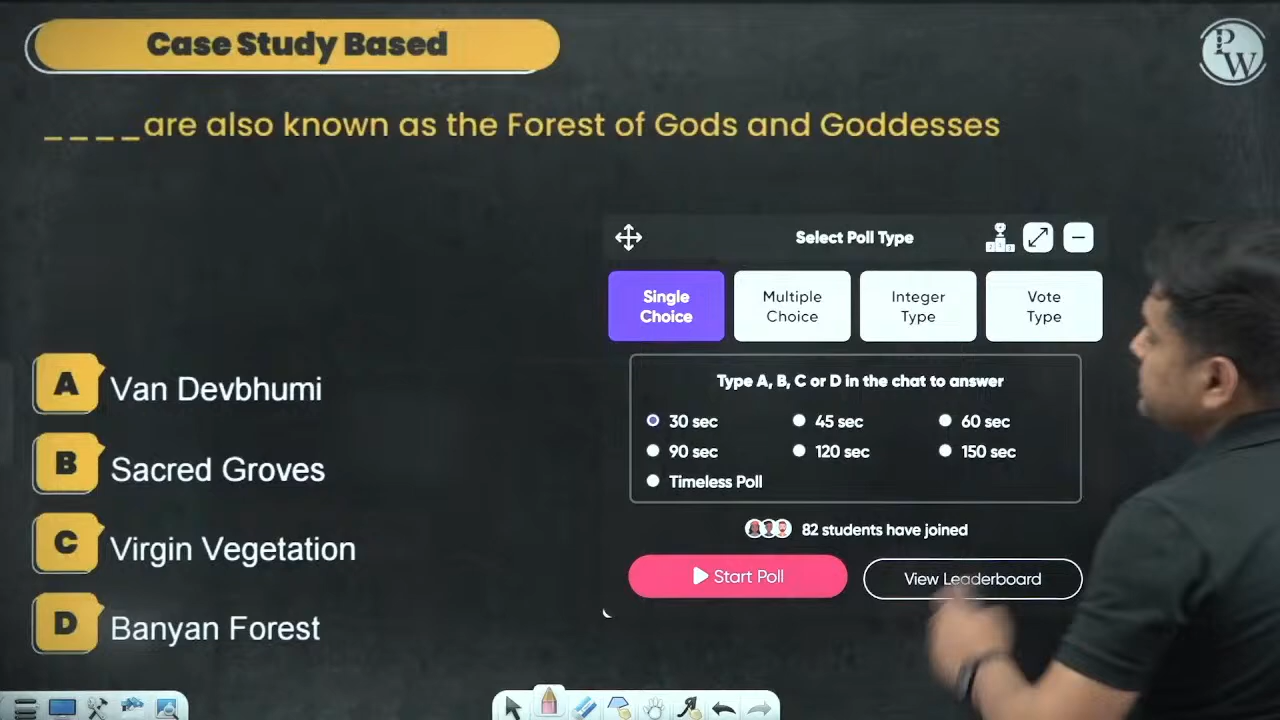 Case Study Based
PW
____are also known as the Forest of Gods and Goddesses
Select Poll Type
Single Choice
Multiple Choice
Integer Type
Vote Type
Type A, B, C or D in the chat to answer
30 sec
45 sec
60 sec
90 sec
120 sec
150 sec
Timeless Poll
82 students have joined
Start Poll
View Leaderboard
A Van Devbhumi
B Sacred Groves
C Virgin Vegetation
D Banyan Forest